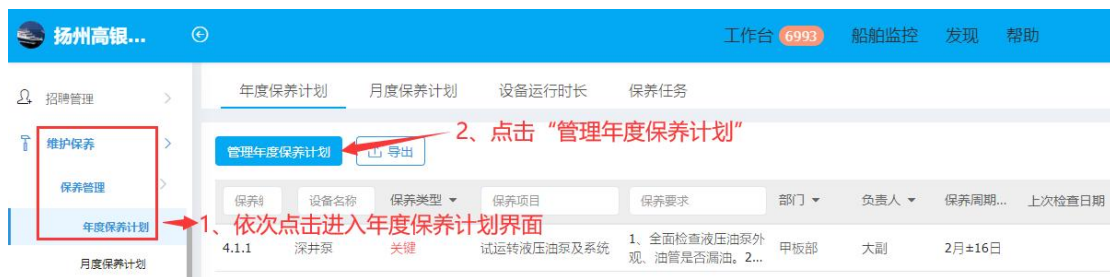 扬州高银...
工作台 6993 船舶监控 发现 帮助
招聘管理
年度保养计划 月度保养计划 设备运行时长 保养任务
维护保养
2、点击“管理年度保养计划”
管理年度保养计划 导出
保养管理
设备名称 保养类型 保养项目 保养要求 部门 负责人 保养周期... 上次检查日期
年度保养计划
1、依次点击进入年度保养计划界面
4.1.1 深井泵 关键 试运转液压油泵及系统 1、全面检查液压油泵外
观、油管是否漏油。2... 甲板部 大副 2月±16日
月度保养计划